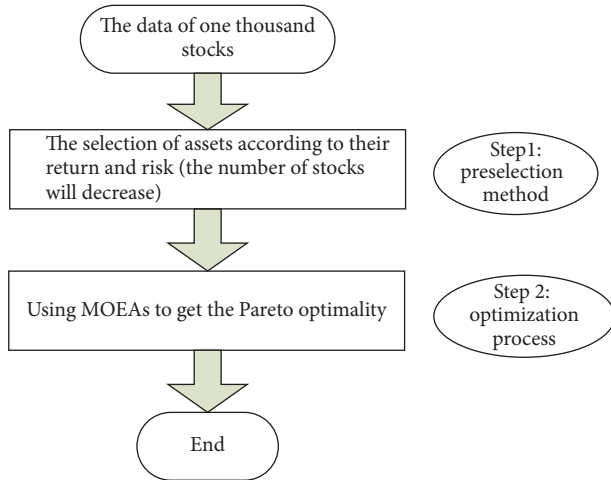 The data of one thousand
stocks
The selection of assets according to their
return and risk (the number of stocks
will decrease)
Step1:
preselection
method
Using MOEAs to get the Pareto optimality
Step 2:
optimization
process
End